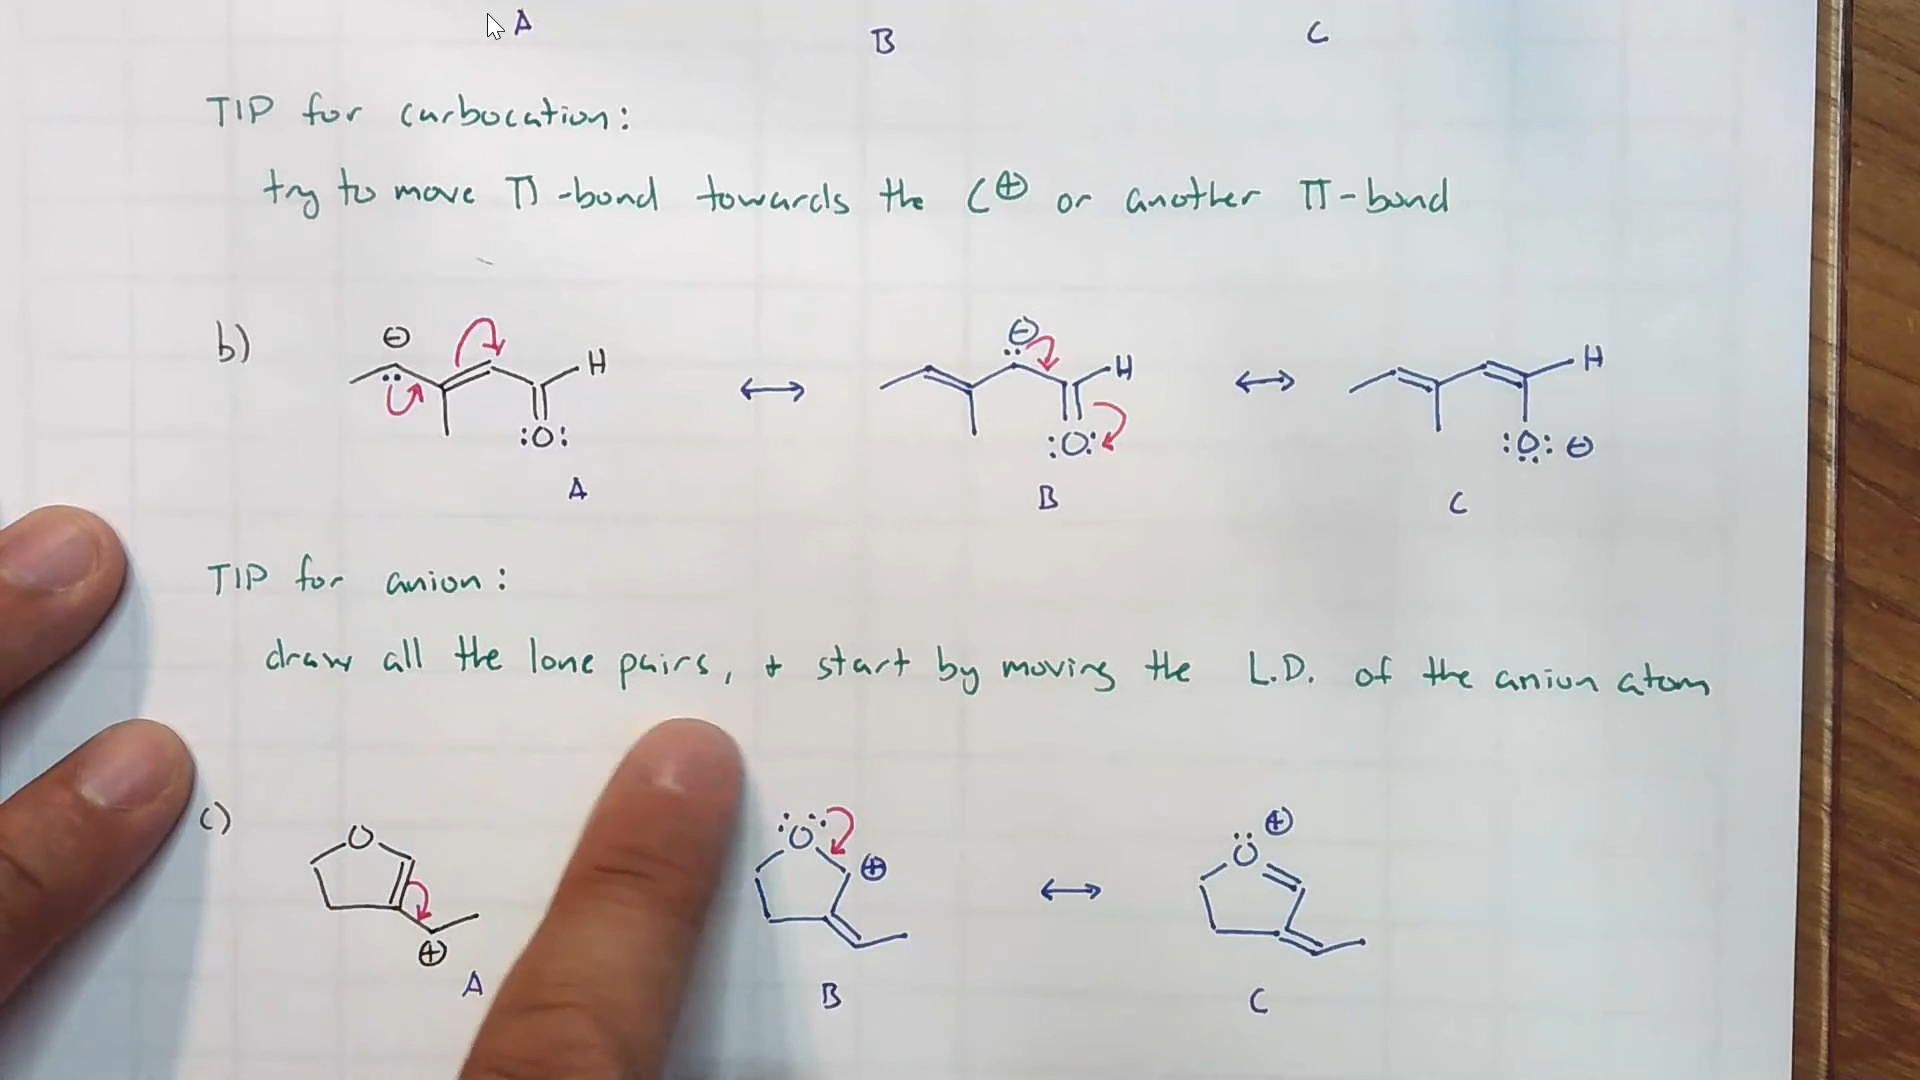 A B C
TIP for carbocation:
try to move π-bond towards the C⊕ or another π-bond
b) ⊖ H ↔ ⊖ H ↔ H
:O: :O: :O: ⊖
A B C
TIP for anion:
draw all the lone pairs, + start by moving the L.D. of the anion atom
c) O ⊕ O ⊕ ↔ O ⊕
A B C